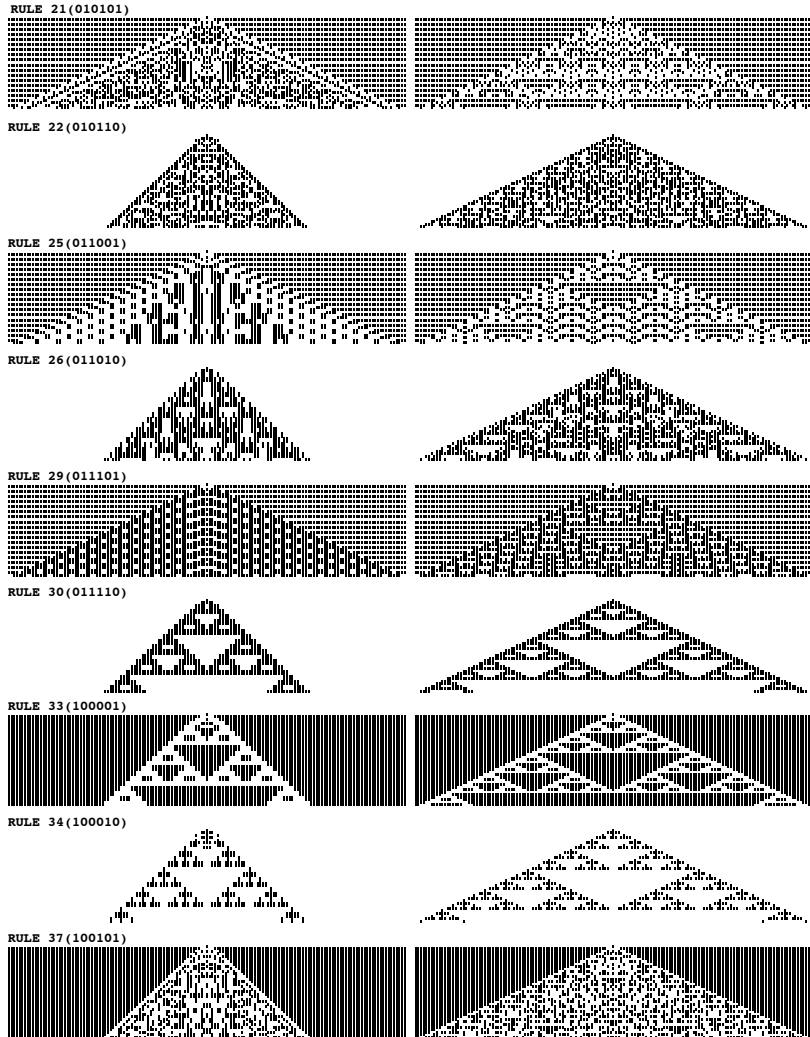 RULE 21(010101)
RULE 22(010110)
RULE 25(011001)
RULE 26(011010)
RULE 29(011101)
RULE 30(011110)
RULE 33(100001)
RULE 34(100010)
RULE 37(100101)